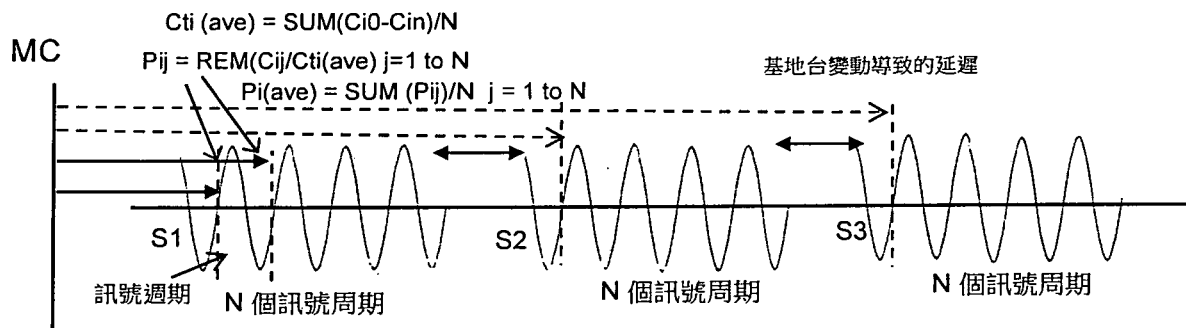 Cti (ave) = SUM(Ci0-Cin)/N
MC
Pij = REM(Cij/Cti(ave) j=1 to N
基地台變動導致的延遲
Pi(ave) = SUM (Pij)/N j = 1 to N
S1
S2
S3
訊號週期
N 個訊號周期
N 個訊號周期
N 個訊號周期